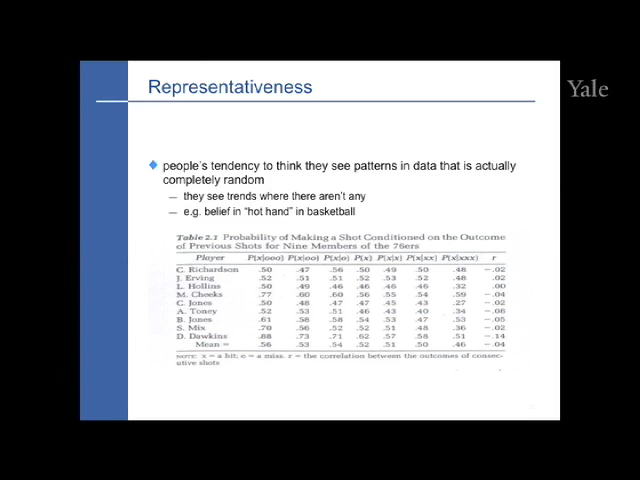 Representativeness
Yale
people's tendency to think they see patterns in data that is actually
completely random
— they see trends where there aren't any
— e.g. belief in "hot hand" in basketball
Table 2.1 Probability of Making a Shot Conditioned on the Outcome
of Previous Shots for Nine Members of the 76ers
Player P(x|ooo) P(x|oo) P(x|o) P(x) P(x|x) P(x|xx) P(x|xxx) r
C. Richardson .50 .47 .56 .50 .49 .50 .48 −.02
J. Erving .52 .51 .51 .52 .53 .52 .48 .02
L. Hollins .50 .49 .46 .46 .46 .46 .32 .00
M. Cheeks .77 .60 .60 .56 .55 .54 .59 −.04
C. Jones .50 .48 .47 .47 .45 .43 .27 −.02
A. Toney .52 .53 .51 .46 .43 .40 .34 −.08
B. Jones .61 .58 .58 .54 .53 .47 .53 −.05
S. Mix .70 .56 .52 .52 .51 .48 .36 −.02
D. Dawkins .88 .73 .71 .62 .57 .58 .51 −.14
Mean = .56 .53 .54 .52 .51 .50 .46 −.04
NOTE: x = a hit; o = a miss. r = the correlation between the outcomes of consec-
utive shots